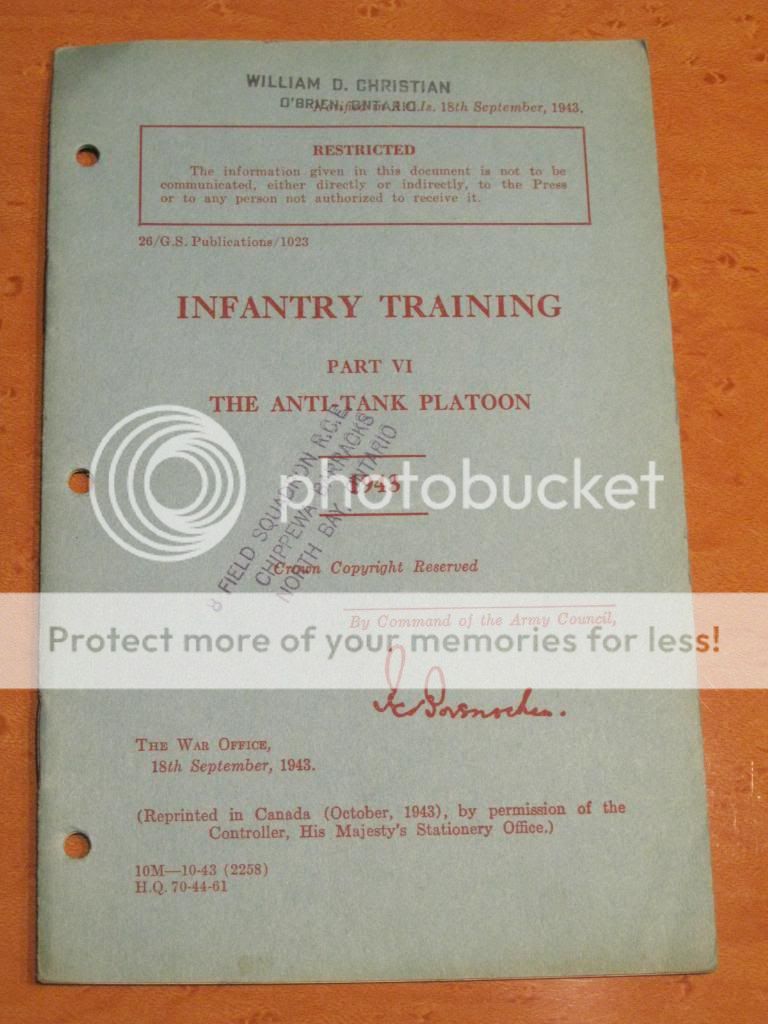 WILLIAM D. CHRISTIAN
O'BRIEN, ONTARIO.
Notified in A.C.Is. 18th September, 1943.
RESTRICTED
The information given in this document is not to be
communicated, either directly or indirectly, to the Press
or to any person not authorized to receive it.
26/G.S. Publications/1023
INFANTRY TRAINING
PART VI
THE ANTI-TANK PLATOON
1943
8 FIELD SQUADRON R.C.E.
CHIPPEWA BARRACKS
NORTH BAY ONTARIO
photobucket
Crown Copyright Reserved
By Command of the Army Council,
Protect more of your memories for less!
THE WAR OFFICE,
18th September, 1943.
(Reprinted in Canada (October, 1943), by permission of the
Controller, His Majesty's Stationery Office.)
10M—10-43 (2258)
H.Q. 70-44-61